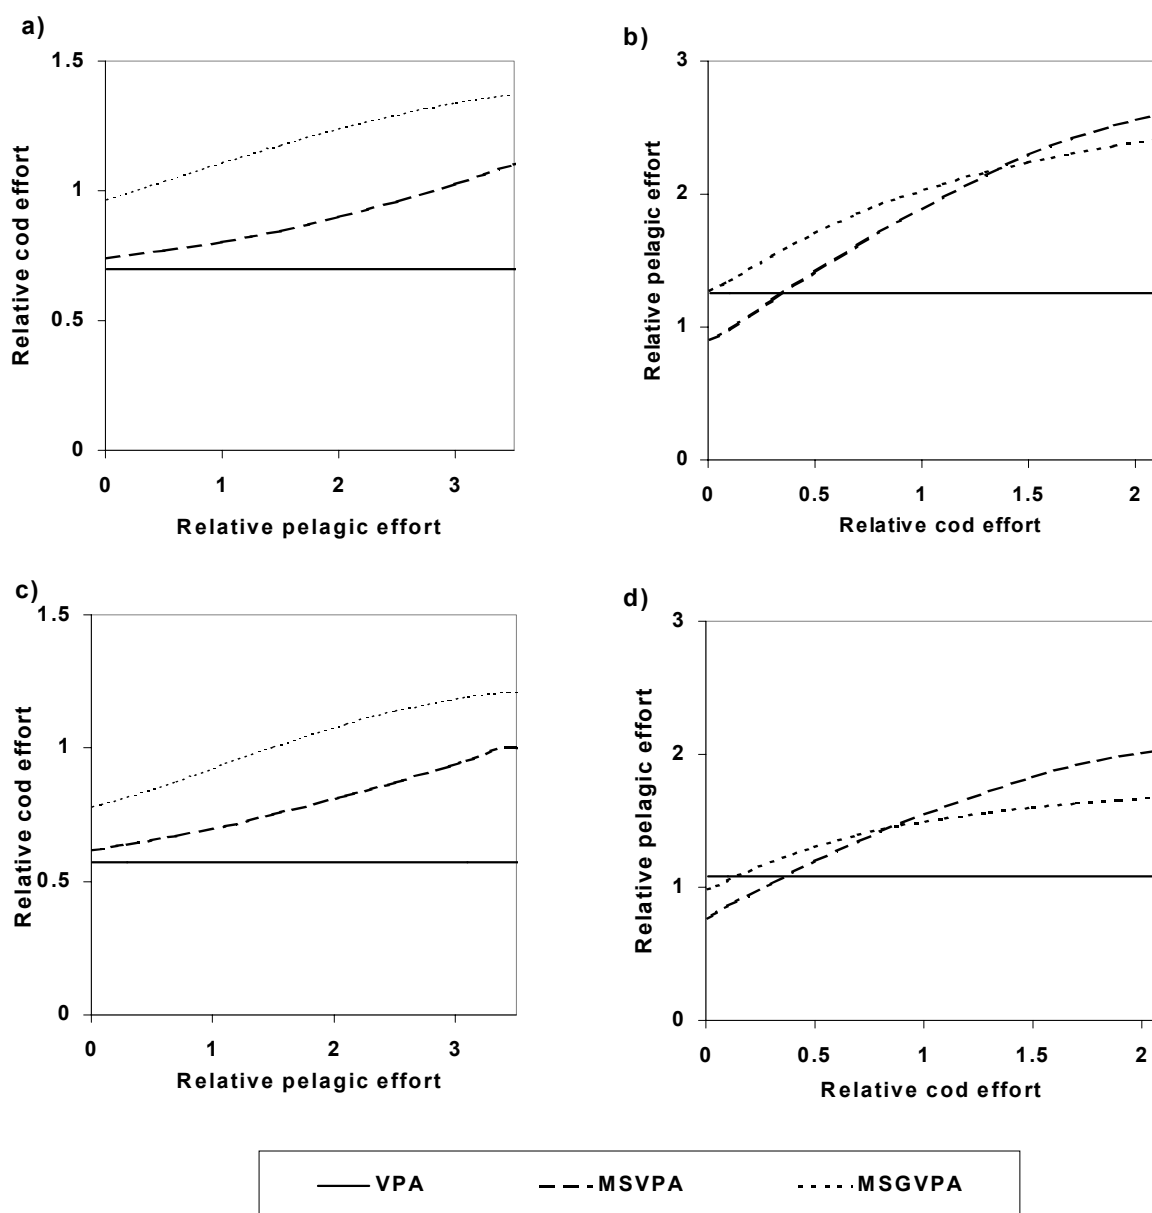 a)
1.5
1
0.5
0
Relative cod effort
0 1 2 3
Relative pelagic effort
b)
3
2
1
0
Relative pelagic effort
0 0.5 1 1.5 2
Relative cod effort
c)
1.5
1
0.5
0
Relative cod effort
0 1 2 3
Relative pelagic effort
d)
3
2
1
0
Relative pelagic effort
0 0.5 1 1.5 2
Relative cod effort
VPA MSVPA MSGVPA